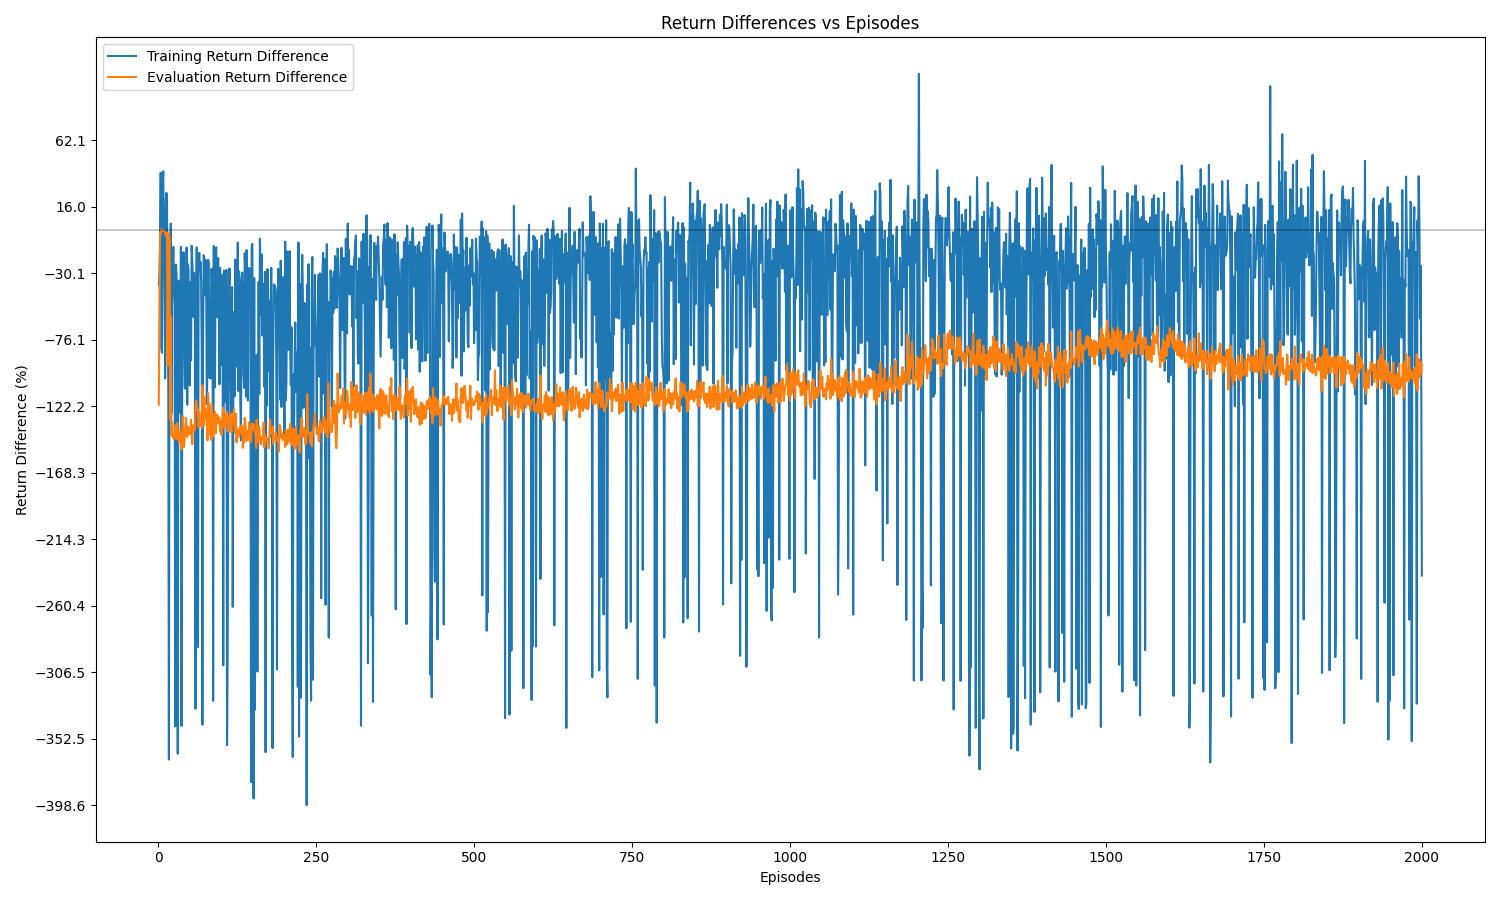 Return Differences vs Episodes
Training Return Difference
Evaluation Return Difference
62.1
16.0
−30.1
−76.1
−122.2
−168.3
−214.3
−260.4
−306.5
−352.5
−398.6
Return Difference (%)
0 250 500 750 1000 1250 1500 1750 2000
Episodes